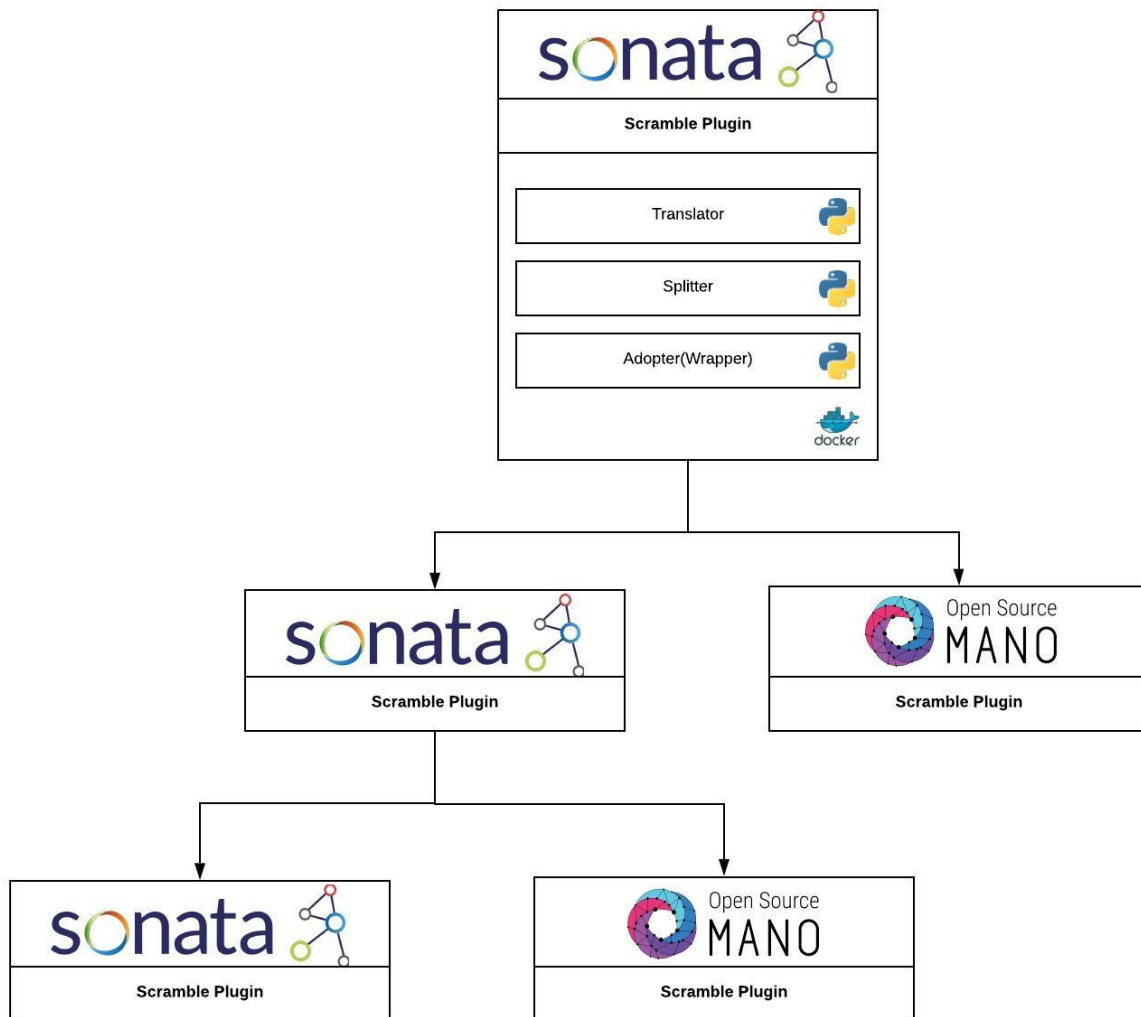 sonata
Scramble Plugin
Translator
Splitter
Adopter(Wrapper)
docker
sonata
Scramble Plugin
Open Source
MANO
Scramble Plugin
sonata
Scramble Plugin
Open Source
MANO
Scramble Plugin